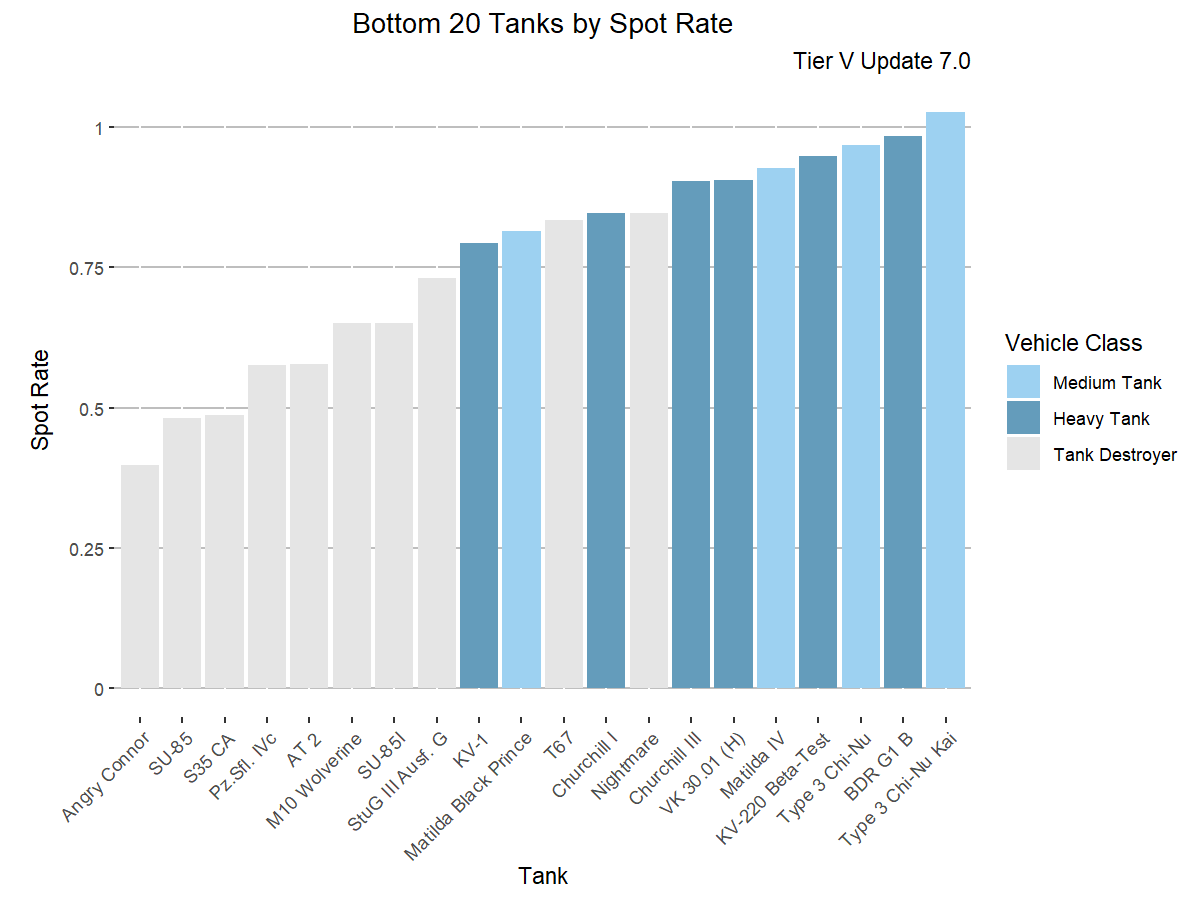 Bottom 20 Tanks by Spot Rate
Tier V Update 7.0
Spot Rate
1
0.75
0.5
0.25
0
Angry Connor
SU-85
S35 CA
Pz.Sfl. IVc
AT 2
M10 Wolverine
SU-85I
StuG III Ausf. G
KV-1
Matilda Black Prince
T67
Churchill I
Nightmare
Churchill III
VK 30.01 (H)
Matilda IV
KV-220 Beta-Test
Type 3 Chi-Nu
BDR G1 B
Type 3 Chi-Nu Kai
Tank
Vehicle Class
Medium Tank
Heavy Tank
Tank Destroyer